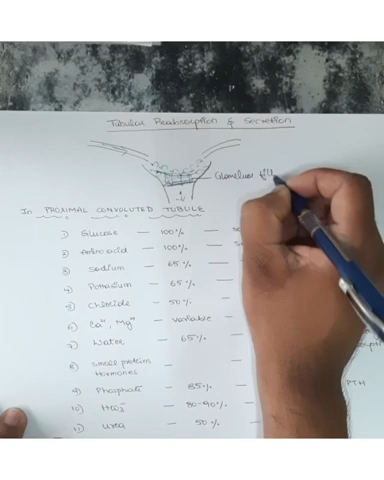 Tubular Reabsorption & Secretion
Glomelular
In PROXIMAL CONVOLUTED TUBULE
1) Glucose — 100% —
2) Amino acid — 100% —
3) Sodium — 65% —
4) Potassium — 65% —
5) Chloride — 50% —
6) Ca⁺⁺, Mg⁺⁺ — variable —
7) Water — 65% —
8) Small protein — —
Hormones
9) Phosphate — 85% — PTH
10) HCO₃⁻ — 80-90% —
11) Urea — 50% —